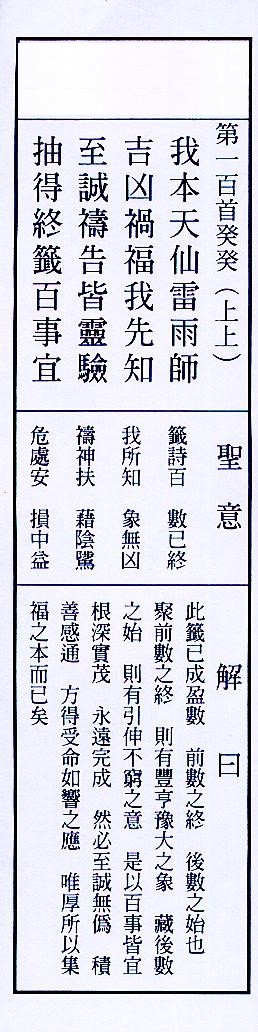 第一百首癸癸（上上）
我本天仙雷雨師
吉凶禍福我先知
至誠禱告皆靈驗
抽得終籤百事宜
聖意
籤詩百　數已終
我所知　象無凶
禱神扶　藉陰騭
危處安　損中益
解曰
此籤已成盈數　前數之終　後數之始也
聚前數之終　則有豐亨豫大之象　藏後數
之始　則有引伸不窮之意　是以百事皆宜
根深實茂　永遠完成　然必至誠無偽　積
善感通　方得受命如響之應　唯厚所以集
福之本而已矣